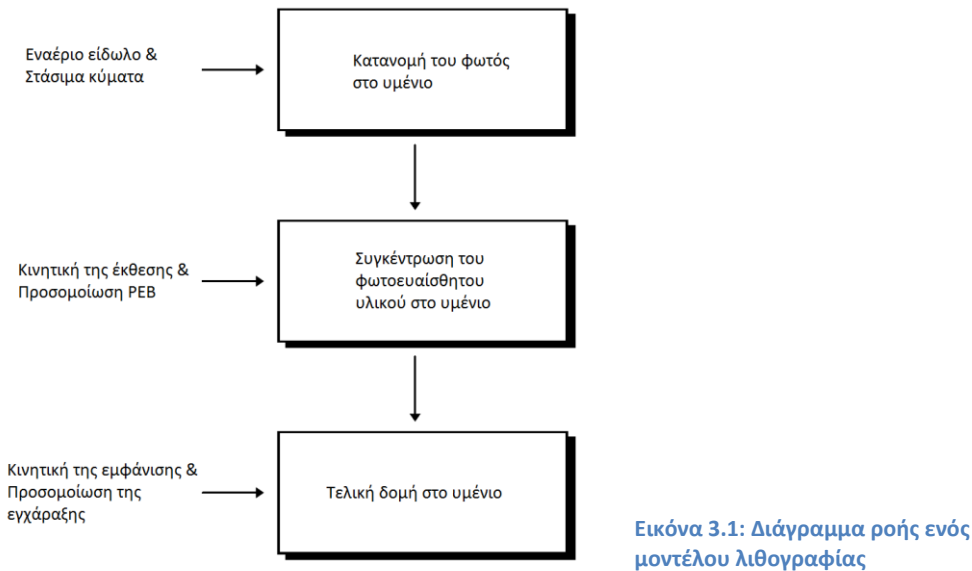 Εναέριο είδωλο &
Στάσιμα κύματα
Κατανομή του φωτός
στο υμένιο
Κινητική της έκθεσης &
Προσομοίωση PEB
Συγκέντρωση του
φωτοευαίσθητου
υλικού στο υμένιο
Κινητική της εμφάνισης &
Προσομοίωση της
εγχάραξης
Τελική δομή στο υμένιο
Εικόνα 3.1: Διάγραμμα ροής ενός
μοντέλου λιθογραφίας